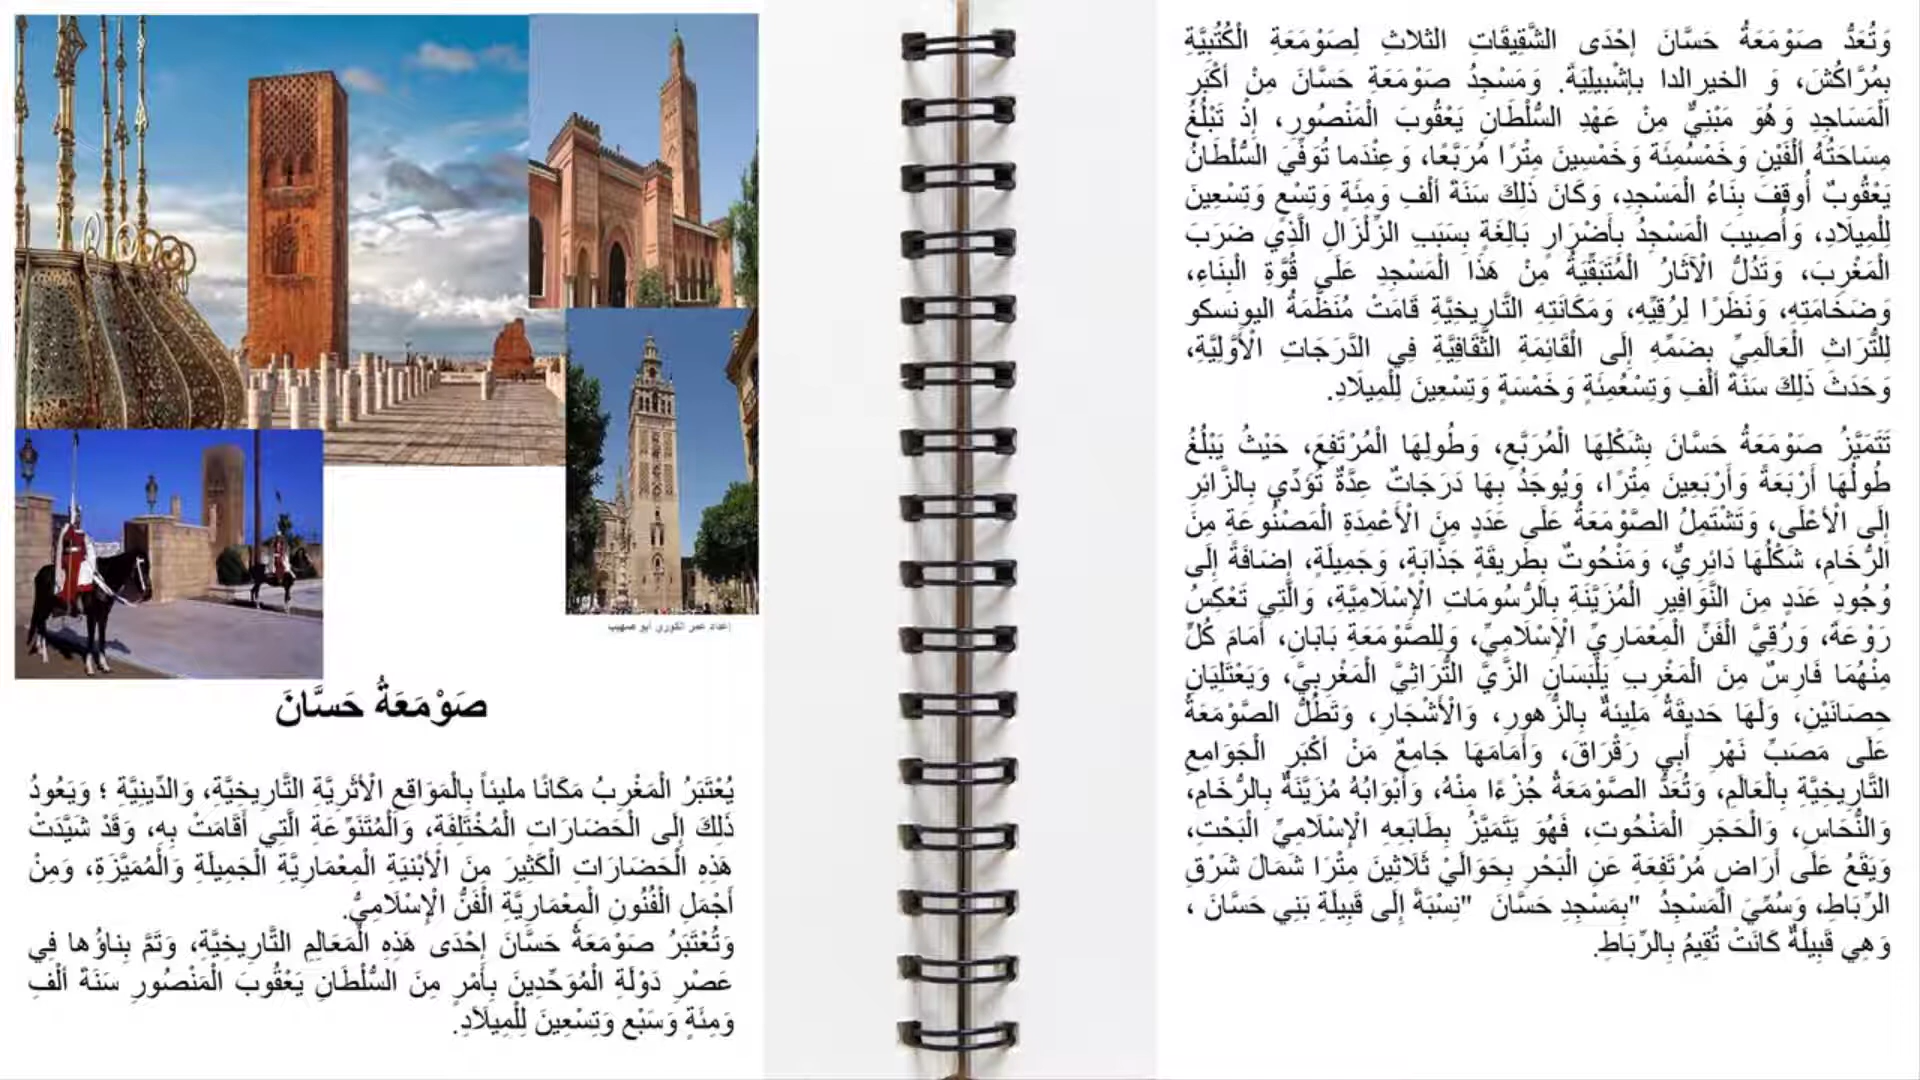 إعداد عمر الكوري أبو صهيب
صَوْمَعَةُ حَسَّانَ
يُعْتَبَرُ الْمَغْرِبُ مَكَانًا مليئاً بِالْمَوَاقِعِ الْأَثَرِيَّةِ التَّارِيخِيَّةِ، وَالدِّينِيَّةِ ؛ وَيَعُودُ
ذَلِكَ إِلَى الْحَضَارَاتِ الْمُخْتَلِفَةِ، وَالْمُتَنَوِّعَةِ الَّتِي أَقَامَتْ بِهِ، وَقَدْ شَيَّدَتْ
هَذِهِ الْحَضَارَاتِ الْكَثِيرَ مِنَ الْأَبْنِيَةِ الْمِعْمَارِيَّةِ الْجَمِيلَةِ وَالْمُمَيَّزَةِ، وَمِنْ
أَجْمَلِ الْفُنُونِ الْمِعْمَارِيَّةِ الْفَنُّ الْإِسْلَامِيُّ.
وَتُعْتَبَرُ صَوْمَعَةُ حَسَّانَ إِحْدَى هَذِهِ الْمَعَالِمِ التَّارِيخِيَّةِ، وَتَمَّ بِنَاؤُها فِي
عَصْرِ دَوْلَةِ الْمُوَحِّدِينَ بِأَمْرٍ مِنَ السُّلْطَانِ يَعْقُوبَ الْمَنْصُورِ سَنَةَ أَلْفِ
وَمِئَةٍ وَسَبْعِ وَتِسْعِينَ لِلْمِيلَادِ.
وَتُعَدُّ صَوْمَعَةُ حَسَّانَ إِحْدَى الشَّقِيقَاتِ الثلاثِ لِصَوْمَعَةِ الْكُتُبِيَّةِ
بِمُرَّاكُشَ، وَ الخيرالدا بإِشْبِيلِيَةَ. وَمَسْجِدُ صَوْمَعَةِ حَسَّانَ مِنْ أَكْبَرِ
الْمَسَاجِدِ وَهُوَ مَبْنِيٌّ مِنْ عَهْدِ السُّلْطَانِ يَعْقُوبَ الْمَنْصُورِ، إِذْ تَبْلُغُ
مِسَاحَتُهُ أَلْفَيْنِ وَخَمْسُمِئَة وَخَمْسِينَ مِتْرًا مُرَبَّعًا، وَعِنْدَما تُوَفِّيَ السُّلْطَانُ
يَعْقُوبٌ أُوقِفَ بِنَاءُ الْمَسْجِدِ، وَكَانَ ذَلِكَ سَنَةَ أَلْفِ وَمِئَةٍ وَتِسْعٍ وَتِسْعِينَ
لِلْمِيلَادِ، وَأُصِيبَ الْمَسْجِدُ بِأَضْرَارٍ بَالِغَةٍ بِسَبَبِ الزِّلْزَالِ الَّذِي ضَرَبَ
الْمَغْرِبَ، وَتَدُلُّ الْآثَارُ الْمُتَبَقِّيَةُ مِنْ هَذَا الْمَسْجِدِ عَلَى قُوَّةِ الْبِنَاءِ،
وَضَخَامَتِهِ، وَنَظَرًا لِرُقِيِّهِ، وَمَكَانَتِهِ التَّارِيخِيَّةِ قَامَتْ مُنَظَّمَةُ اليونسكو
لِلتُّرَاثِ الْعَالَمِيِّ بِضَمِّهِ إِلَى الْقَائِمَةِ الثَّقَافِيَّةِ فِي الدَّرَجَاتِ الْأَوَّلِيَّةِ،
وَحَدَثَ ذَلِكَ سَنَةَ أَلْفِ وَتِسْعُمِئَةٍ وَخَمْسَةٍ وَتِسْعِينَ لِلْمِيلَادِ.
تَتَمَيَّزُ صَوْمَعَةُ حَسَّانَ بِشَكْلِهَا الْمُرَبَّعِ، وَطُولِهَا الْمُرْتَفِعِ، حَيْثُ يَبْلُغُ
طُولُهَا أَرْبَعَةً وَأَرْبَعِينَ مِتْرًا، وَيُوجَدُ بِهَا دَرَجَاتٌ عِدَّةٌ تُؤَدِّي بِالزَّائِرِ
إِلَى الْأَعْلَى، وَتَشْتَمِلُ الصَّوْمَعَةُ عَلَى عَدَدٍ مِنَ الْأَعْمِدَةِ الْمَصْنُوعَةِ مِنَ
الرُّخَامِ، شَكْلُهَا دَائِرِيٌّ، وَمَنْحُوتٌ بِطَرِيقَةٍ جَذَّابَةٍ، وَجَمِيلَةٍ، إِضَافَةً إِلَى
وُجُودِ عَدَدٍ مِنَ النَّوَافِيرِ الْمُزَيَّنَةِ بِالرُّسُومَاتِ الْإِسْلَامِيَّةِ، وَالَّتِي تَعْكِسُ
رَوْعَةَ، وَرُقِيَّ الْفَنِّ الْمِعْمَارِيِّ الْإِسْلَامِيِّ، وَلِلصَّوْمَعَةِ بَابَانِ، أَمَامَ كُلٍّ
مِنْهُمَا فَارِسٌ مِنَ الْمَغْرِبِ يَلْبَسَانِ الزَّيَّ التُّرَاثِيَّ الْمَغْرِبِيَّ، وَيَعْتَلِيَانِ
حِصَانَيْنِ، وَلَهَا حَدِيقَةٌ مَلِيئَةٌ بِالزُّهورِ، وَالْأَشْجَارِ، وَتَطُلُّ الصَّوْمَعَةُ
عَلَى مَصَبِّ نَهْرِ أَبِي رَقْرَاقَ، وَأَمَامَهَا جَامِعٌ مَنْ أَكْبَرِ الْجَوَامِعِ
التَّارِيخِيَّةِ بِالْعَالَمِ، وَتُعَدُّ الصَّوْمَعَةُ جُزْءًا مِنْهُ، وَأَبْوَابُهُ مُزَيَّنَةٌ بِالرُّخَامِ،
وَالنُّحَاسِ، وَالْحَجَرِ الْمَنْحُوتِ، فَهُوَ يَتَمَيَّزُ بِطَابَعِهِ الْإِسْلَامِيِّ الْبَحْتِ،
وَيَقَعُ عَلَى أَرَاضٍ مُرْتَفِعَةٍ عَنِ الْبَحْرِ بِحَوَالَيْ ثَلَاثِينَ مِتْرًا شَمَالَ شَرْقِ
الرِّبَاطِ، وَسُمِّيَ الْمَسْجِدُ "بِمَسْجِدِ حَسَّانَ "نِسْبَةً إِلَى قَبِيلَةِ بَنِي حَسَّانَ ،
وَهِي قَبِيلَةٌ كَانَتْ تُقِيمُ بِالرِّبَاطِ.